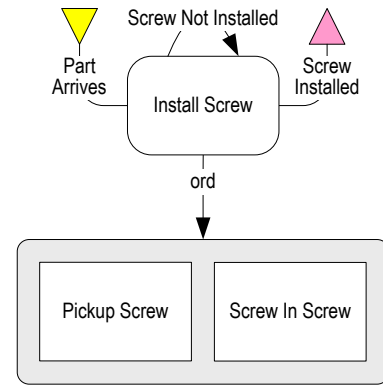 Screw Not Installed
Part
Arrives
Install Screw
Screw
Installed
ord
Pickup Screw
Screw In Screw